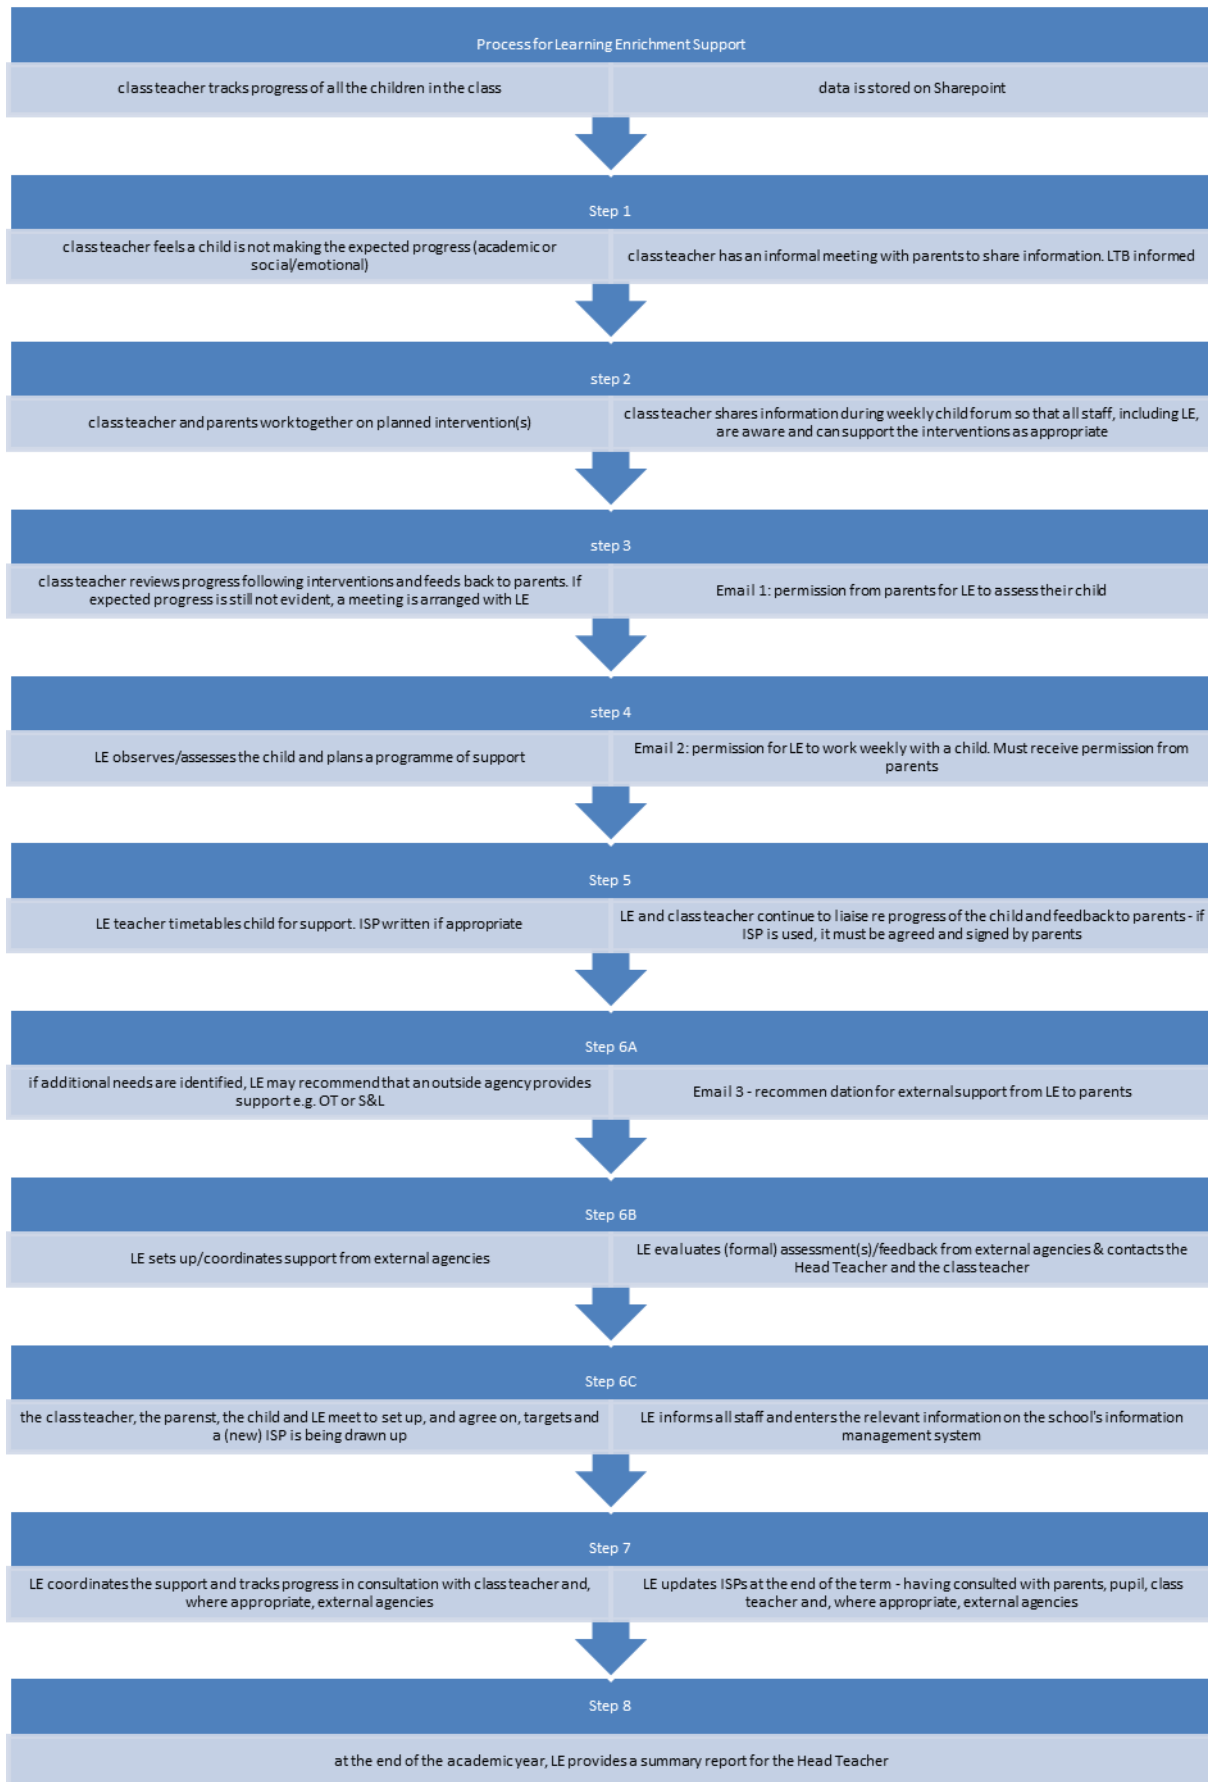 Process for Learning Enrichment Support
class teacher tracks progress of all the children in the class
data is stored on Sharepoint
Step 1
class teacher feels a child is not making the expected progress (academic or
social/emotional)
class teacher has an informal meeting with parents to share information. LTB informed
step 2
class teacher and parents work together on planned intervention(s)
class teacher shares information during weekly child forum so that all staff, including LE,
are aware and can support the interventions as appropriate
step 3
class teacher reviews progress following interventions and feeds back to parents. If
expected progress is still not evident, a meeting is arranged with LE
Email 1: permission from parents for LE to assess their child
step 4
LE observes/assesses the child and plans a programme of support
Email 2: permission for LE to work weekly with a child. Must receive permission from
parents
Step 5
LE teacher timetables child for support. ISP written if appropriate
LE and class teacher continue to liaise re progress of the child and feedback to parents - if
ISP is used, it must be agreed and signed by parents
Step 6A
if additional needs are identified, LE may recommend that an outside agency provides
support e.g. OT or S&L
Email 3 - recommen dation for external support from LE to parents
Step 6B
LE sets up/coordinates support from external agencies
LE evaluates (formal) assessment(s)/feedback from external agencies & contacts the
Head Teacher and the class teacher
Step 6C
the class teacher, the parenst, the child and LE meet to set up, and agree on, targets and
a (new) ISP is being drawn up
LE informs all staff and enters the relevant information on the school's information
management system
Step 7
LE coordinates the support and tracks progress in consultation with class teacher and,
where appropriate, external agencies
LE updates ISPs at the end of the term - having consulted with parents, pupil, class
teacher and, where appropriate, external agencies
Step 8
at the end of the academic year, LE provides a summary report for the Head Teacher